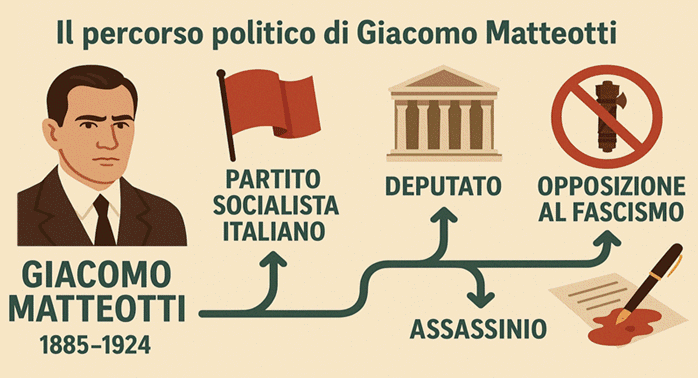 Il percorso politico di Giacomo Matteotti
PARTITO
SOCIALISTA
ITALIANO
DEPUTATO
OPPOSIZIONE
AL FASCISMO
GIACOMO
MATTEOTTI
1885–1924
ASSASSINIO